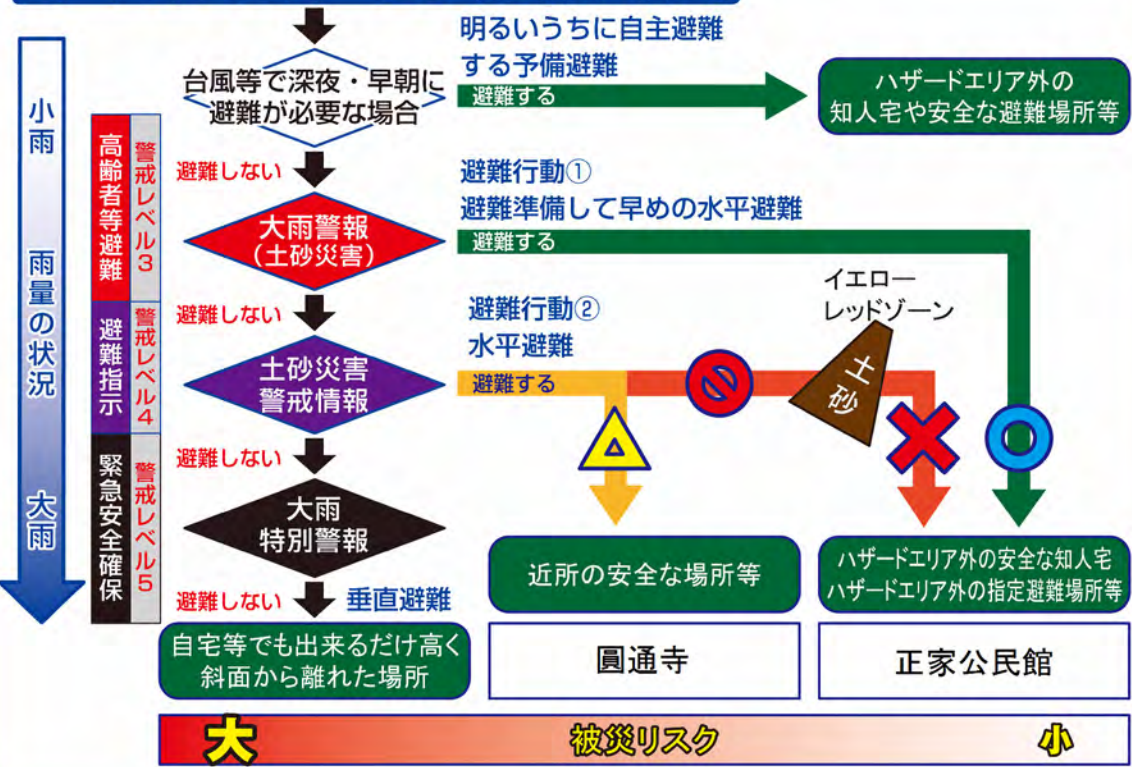 小雨
雨量の状況
大雨
高齢者等避難
警戒レベル3
避難指示
警戒レベル4
緊急安全確保
警戒レベル5
台風等で深夜・早朝に
避難が必要な場合
明るいうちに自主避難
する予備避難
避難する
ハザードエリア外の
知人宅や安全な避難場所等
避難しない
大雨警報
(土砂災害)
避難行動①
避難準備して早めの水平避難
避難する
避難しない
土砂災害
警戒情報
避難行動②
水平避難
避難する
イエロー
レッドゾーン
土砂
避難しない
大雨
特別警報
避難しない
垂直避難
自宅等でも出来るだけ高く
斜面から離れた場所
近所の安全な場所等
圓通寺
ハザードエリア外の安全な知人宅
ハザードエリア外の指定避難場所等
正家公民館
大
被災リスク
小